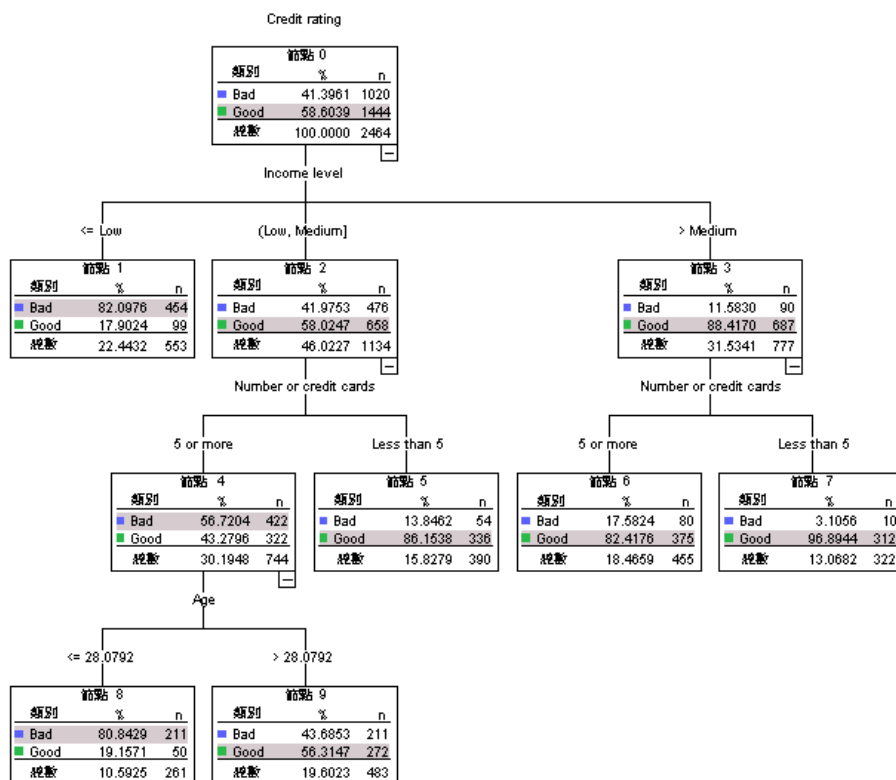 Credit rating
節點 0
類別 % n
Bad 41.3961 1020
Good 58.6039 1444
總數 100.0000 2464
Income level
<= Low
(Low, Medium]
> Medium
節點 1
類別 % n
Bad 82.0976 454
Good 17.9024 99
總數 22.4432 553
節點 2
類別 % n
Bad 41.9753 476
Good 58.0247 658
總數 46.0227 1134
節點 3
類別 % n
Bad 11.5830 90
Good 88.4170 687
總數 31.5341 777
Number or credit cards
Number or credit cards
5 or more
Less than 5
5 or more
Less than 5
節點 4
類別 % n
Bad 56.7204 422
Good 43.2796 322
總數 30.1948 744
節點 5
類別 % n
Bad 13.8462 54
Good 86.1538 336
總數 15.8279 390
節點 6
類別 % n
Bad 17.5824 80
Good 82.4176 375
總數 18.4659 455
節點 7
類別 % n
Bad 3.1056 10
Good 96.8944 312
總數 13.0682 322
Age
<= 28.0792
> 28.0792
節點 8
類別 % n
Bad 80.8429 211
Good 19.1571 50
總數 10.5925 261
節點 9
類別 % n
Bad 43.6853 211
Good 56.3147 272
總數 19.6023 483